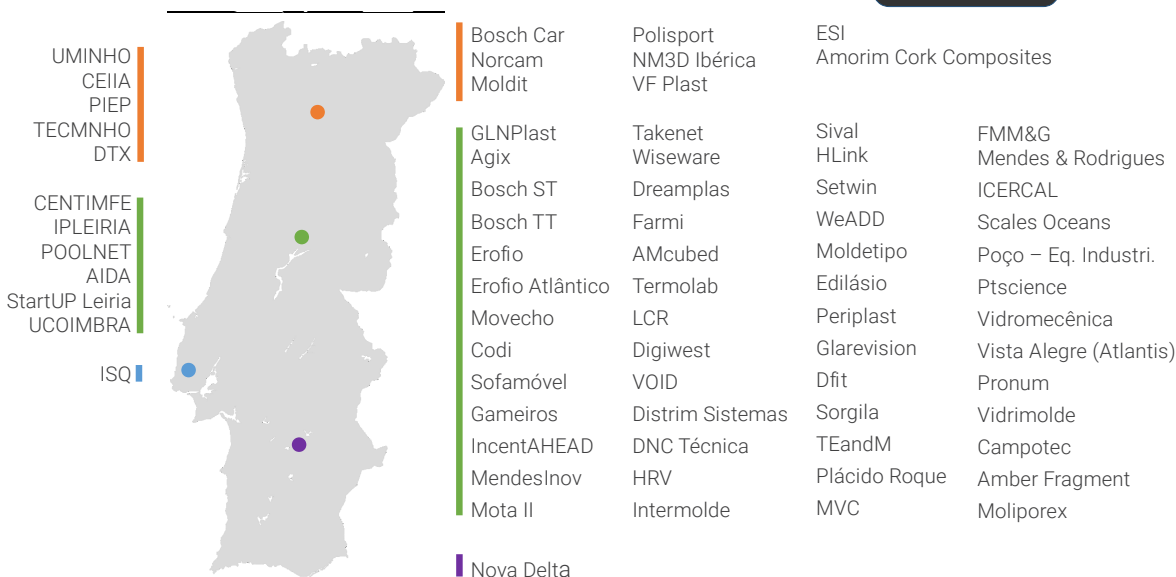 UMINHO
CEIIA
PIEP
TECMNHO
DTX
CENTIMFE
IPLEIRIA
POOLNET
AIDA
StartUP Leiria
UCOIMBRA
ISQ
Bosch Car Polisport ESI
Norcam NM3D Ibérica Amorim Cork Composites
Moldit VF Plast
GLNPlast Takenet Sival FMM&G
Agix Wiseware HLink Mendes & Rodrigues
Bosch ST Dreamplas Setwin ICERCAL
Bosch TT Farmi WeADD Scales Oceans
Erofio AMcubed Moldetipo Poço – Eq. Industri.
Erofio Atlântico Termolab Edilásio Ptscience
Movecho LCR Periplast Vidromecênica
Codi Digiwest Glarevision Vista Alegre (Atlantis)
Sofamóvel VOID Dfit Pronum
Gameiros Distrim Sistemas Sorgila Vidrimolde
IncentAHEAD DNC Técnica TEandM Campotec
MendesInov HRV Plácido Roque Amber Fragment
Mota II Intermolde MVC Moliporex
Nova Delta